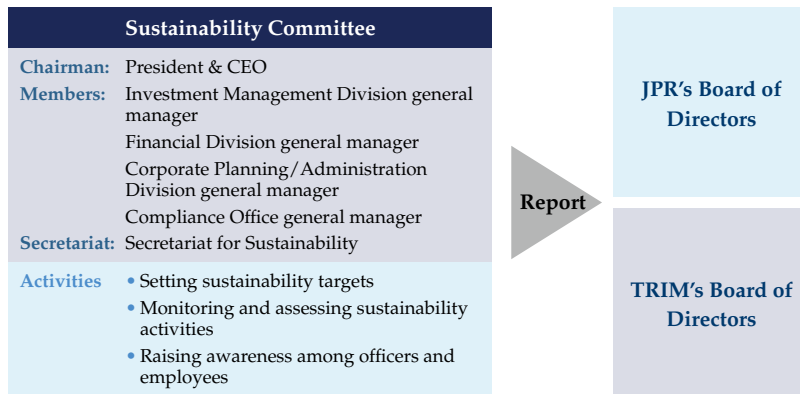 Sustainability Committee
Chairman: President & CEO
Members: Investment Management Division general
manager
Financial Division general manager
Corporate Planning/Administration
Division general manager
Compliance Office general manager
Secretariat: Secretariat for Sustainability
Activities • Setting sustainability targets
• Monitoring and assessing sustainability
activities
• Raising awareness among officers and
employees
Report
JPR's Board of
Directors
TRIM's Board of
Directors